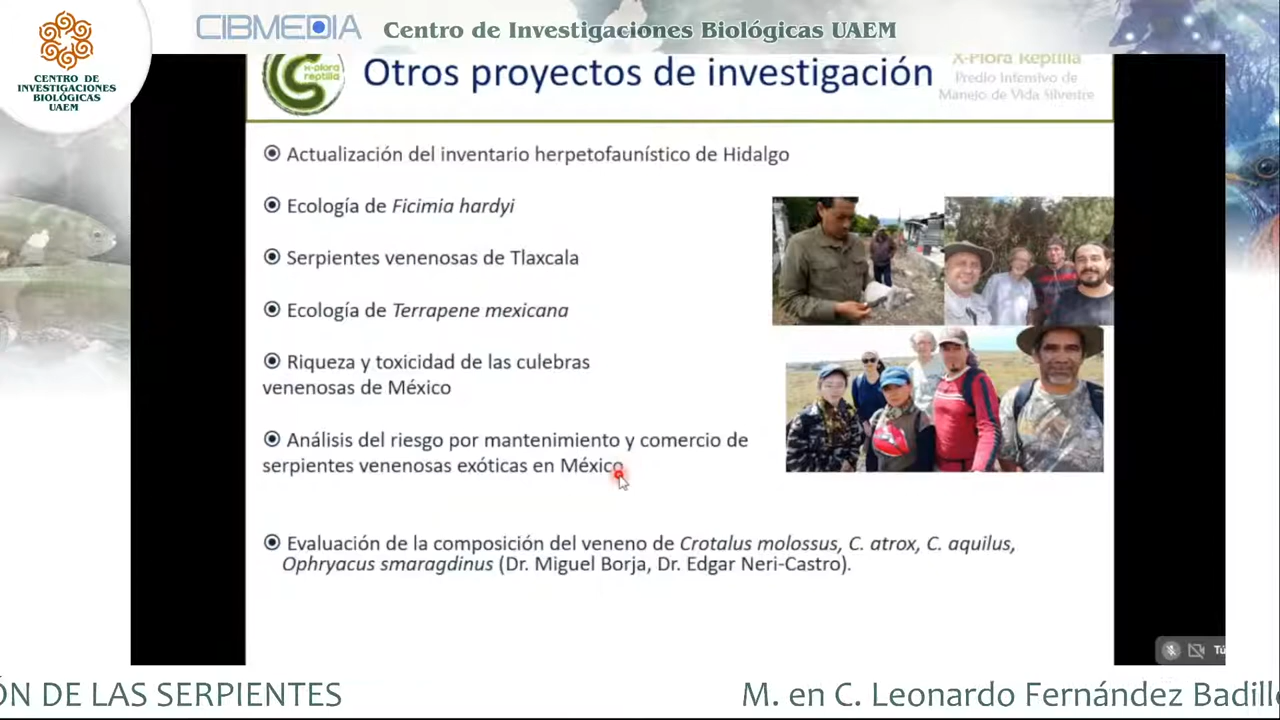 CIBMEDIA Centro de Investigaciones Biológicas UAEM
CENTRO DE
INVESTIGACIONES
BIOLÓGICAS
UAEM
X-plora
reptilia
Otros proyectos de investigación
X-Plora Reptilia
Predio Intensivo de
Manejo de Vida Silvestre
Actualización del inventario herpetofaunístico de Hidalgo
Ecología de Ficimia hardyi
Serpientes venenosas de Tlaxcala
Ecología de Terrapene mexicana
Riqueza y toxicidad de las culebras
venenosas de México
Análisis del riesgo por mantenimiento y comercio de
serpientes venenosas exóticas en México
Evaluación de la composición del veneno de Crotalus molossus, C. atrox, C. aquilus,
Ophryacus smaragdinus (Dr. Miguel Borja, Dr. Edgar Neri-Castro).
Tú
ÓN DE LAS SERPIENTES
M. en C. Leonardo Fernández Badillo